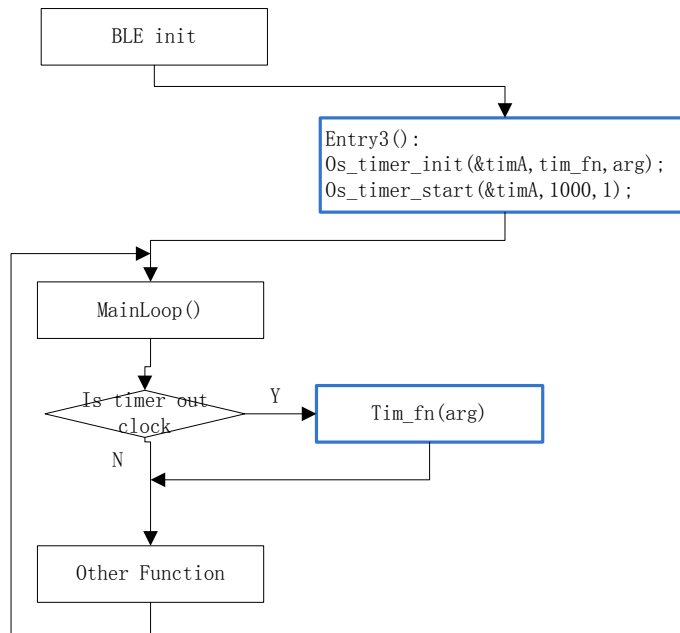 BLE init
Entry3():
Os_timer_init(&timA,tim_fn,arg);
Os_timer_start(&timA,1000,1);
MainLoop()
Is timer out
clock
Y
Tim_fn(arg)
N
Other Function